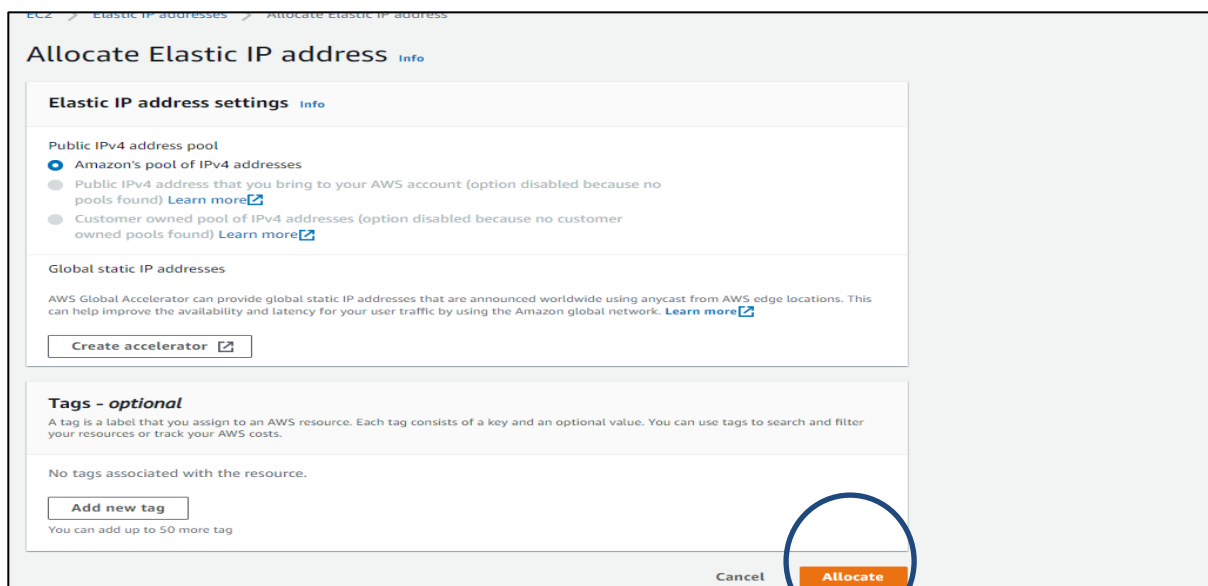 EC2 > Elastic IP addresses > Allocate Elastic IP address
Allocate Elastic IP address Info
Elastic IP address settings Info
Public IPv4 address pool
Amazon's pool of IPv4 addresses
Public IPv4 address that you bring to your AWS account (option disabled because no
pools found) Learn more
Customer owned pool of IPv4 addresses (option disabled because no customer
owned pools found) Learn more
Global static IP addresses
AWS Global Accelerator can provide global static IP addresses that are announced worldwide using anycast from AWS edge locations. This
can help improve the availability and latency for your user traffic by using the Amazon global network. Learn more
Create accelerator
Tags - optional
A tag is a label that you assign to an AWS resource. Each tag consists of a key and an optional value. You can use tags to search and filter
your resources or track your AWS costs.
No tags associated with the resource.
Add new tag
You can add up to 50 more tag
Cancel Allocate